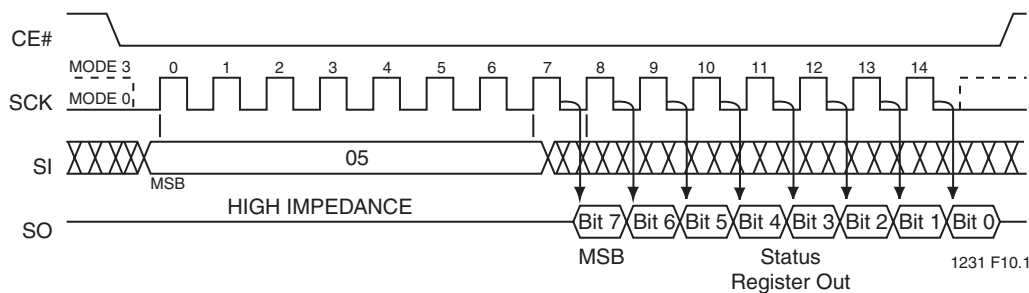 CE#
MODE 3
0 1 2 3 4 5 6 7 8 9 10 11 12 13 14
SCK
MODE 0
SI
05
MSB
HIGH IMPEDANCE
SO
Bit 7 Bit 6 Bit 5 Bit 4 Bit 3 Bit 2 Bit 1 Bit 0
MSB
Status
Register Out
1231 F10.1